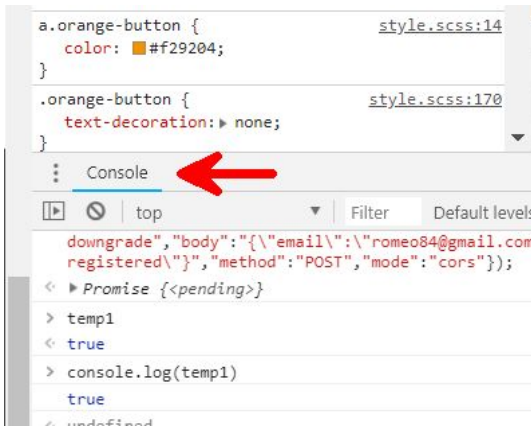 a.orange-button { style.scss:14
color: #f29204;
}
.orange-button { style.scss:170
text-decoration: none;
}
Console
top Filter Default levels
downgrade","body":"{\"email\":\"romeo84@gmail.com
registered\"}","method":"POST","mode":"cors"});
Promise {<pending>}
> temp1
true
> console.log(temp1)
true
undefined